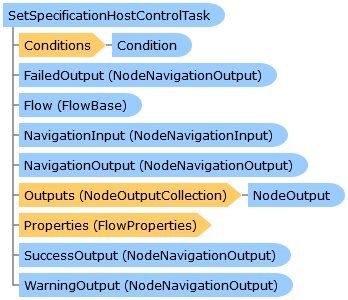 SetSpecificationHostControlTask
Conditions
Condition
FailedOutput (NodeNavigationOutput)
Flow (FlowBase)
NavigationInput (NodeNavigationInput)
NavigationOutput (NodeNavigationOutput)
Outputs (NodeOutputCollection)
NodeOutput
Properties (FlowProperties)
SuccessOutput (NodeNavigationOutput)
WarningOutput (NodeNavigationOutput)